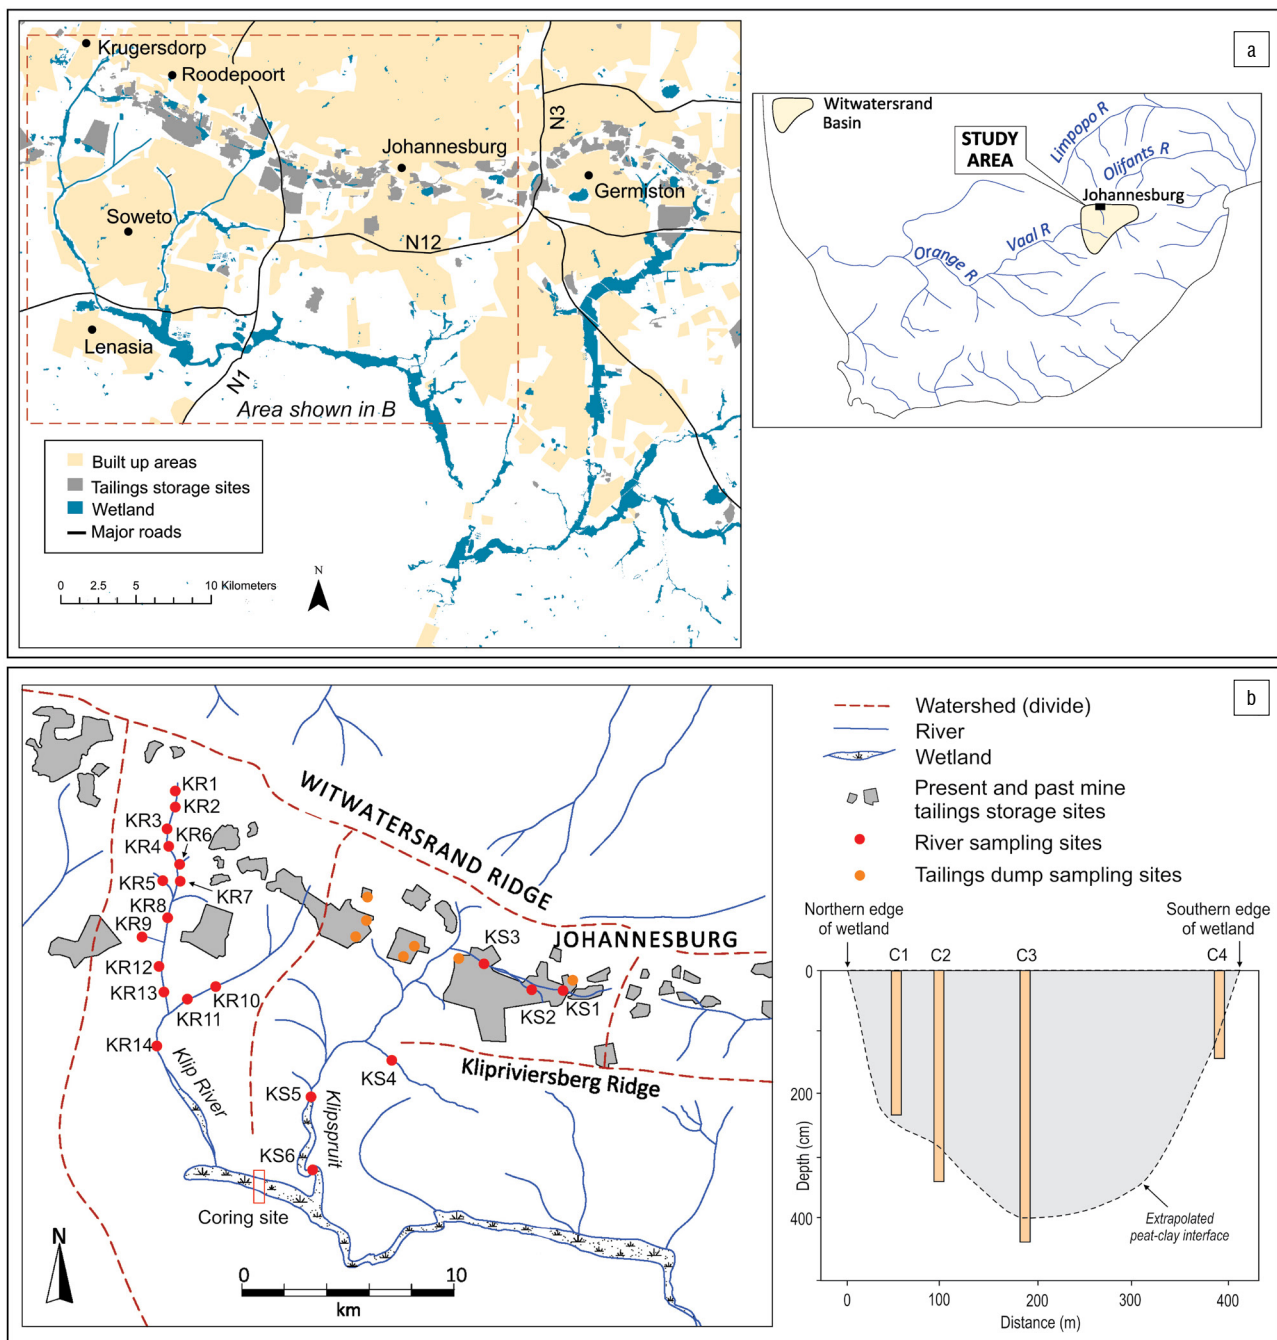 a
Krugersdorp
Roodepoort
Johannesburg
N3
Germiston
Soweto
N12
Lenasia
N1
Area shown in B
Built up areas
Tailings storage sites
Wetland
Major roads
0 2.5 5 10 Kilometers
N
Witwatersrand
Basin
STUDY
AREA
Limpopo R
Olifants R
Johannesburg
Vaal R
Orange R
b
KR1
KR2
KR3
KR6
KR4
KR5
KR7
KR8
KR9
KR12
KR13
KR10
KR11
KR14
WITWATERSRAND RIDGE
JOHANNESBURG
KS3
KS2
KS1
KS4
Klipriviersberg Ridge
KS5
KS6
Klip River
Klipspruit
Coring site
N
0 10
km
Watershed (divide)
River
Wetland
Present and past mine
tailings storage sites
River sampling sites
Tailings dump sampling sites
Northern edge
of wetland
Southern edge
of wetland
C1 C2 C3 C4
0
200
400
Depth (cm)
Extrapolated
peat-clay interface
0 100 200 300 400
Distance (m)